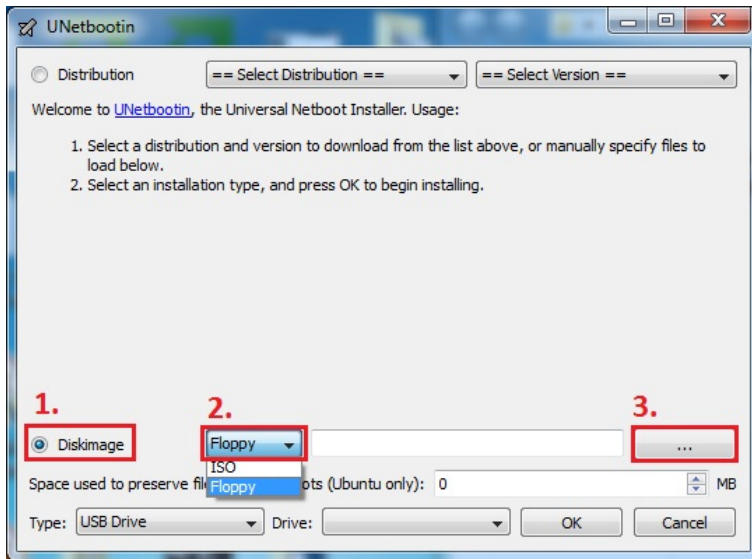 UNetbootin
Distribution == Select Distribution == == Select Version ==
Welcome to UNetbootin, the Universal Netboot Installer. Usage:
1. Select a distribution and version to download from the list above, or manually specify files to
load below.
2. Select an installation type, and press OK to begin installing.
1. 2. 3.
Diskimage Floppy ...
ISO
Space used to preserve Floppy (Ubuntu only): 0 MB
Type: USB Drive Drive: OK Cancel